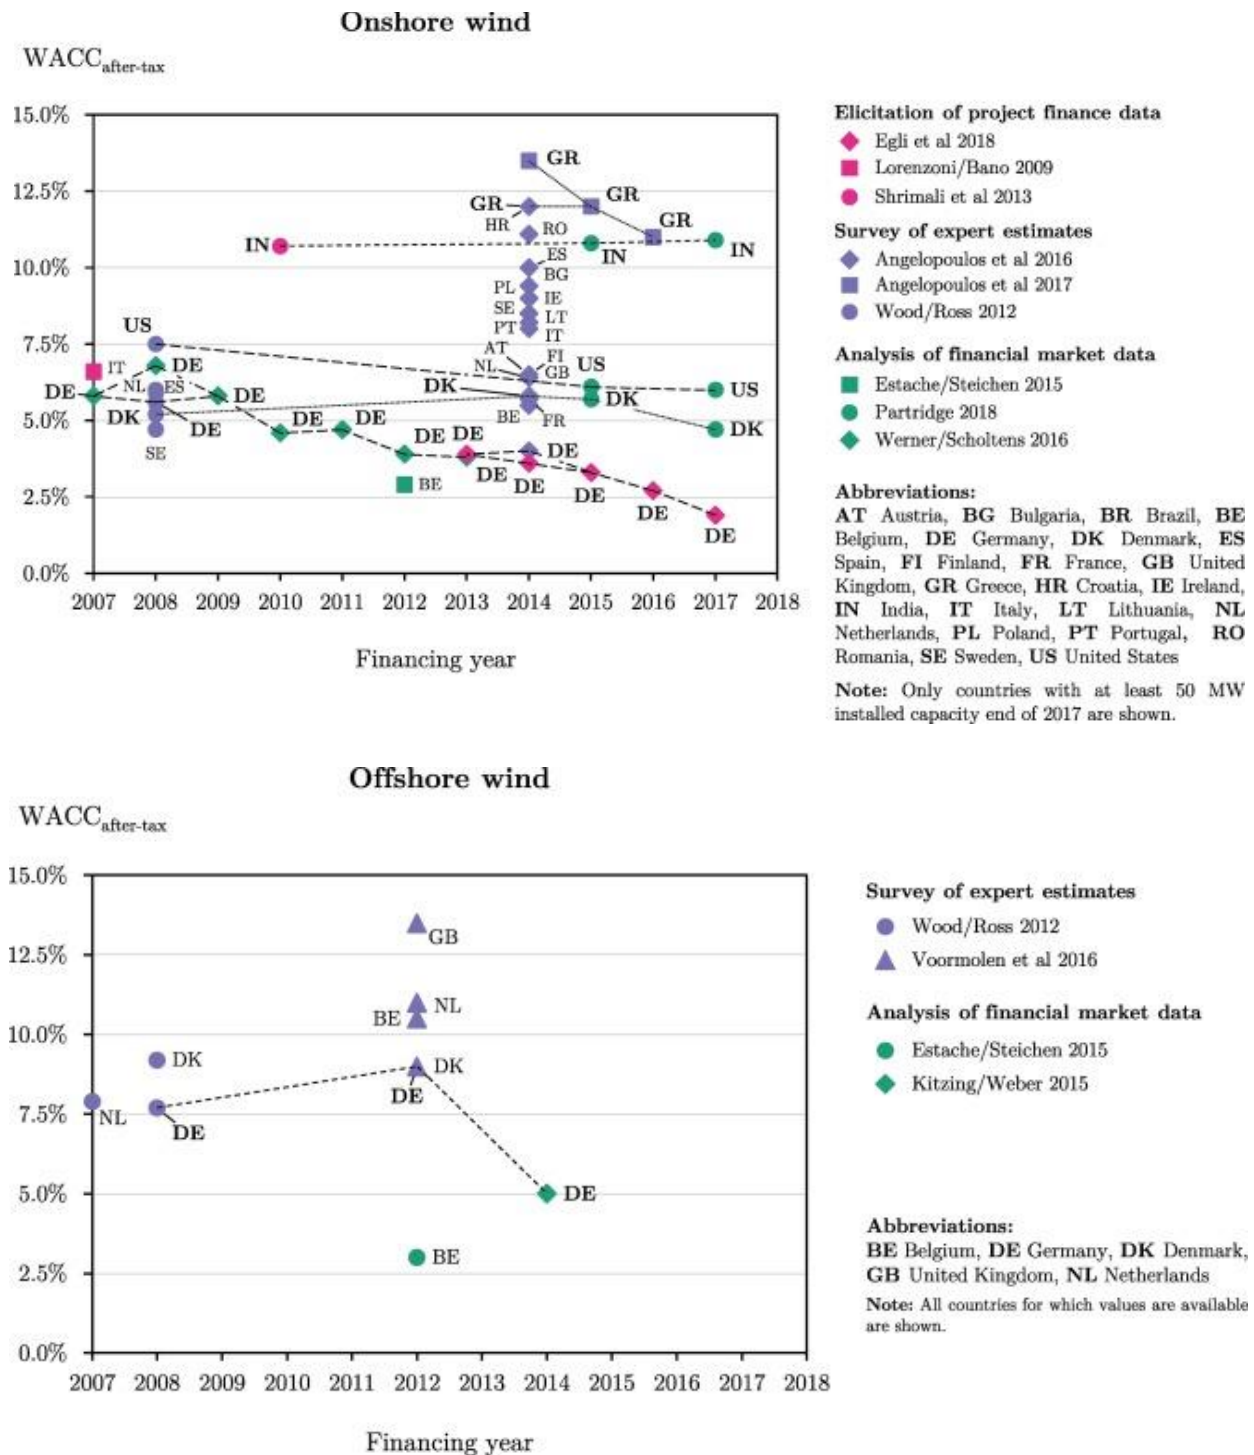 Onshore wind
WACCafter-tax
15.0%
12.5%
10.0%
7.5%
5.0%
2.5%
0.0%
GR
GR
GR
GR
HR
RO
IN
IN
IN
ES
BG
PL
IE
SE
LT
PT
IT
US
AT
FI
NL
GB
US
US
IT
DE
NL
ES
DE
DE
DK
DE
SE
DK
BE
FR
DK
DK
DE
DE
DE
DE
DE
DE
DE
DE
DE
DE
BE
2007 2008 2009 2010 2011 2012 2013 2014 2015 2016 2017 2018
Financing year
Elicitation of project finance data
Egli et al 2018
Lorenzoni/Bano 2009
Shrimali et al 2013
Survey of expert estimates
Angelopoulos et al 2016
Angelopoulos et al 2017
Wood/Ross 2012
Analysis of financial market data
Estache/Steichen 2015
Partridge 2018
Werner/Scholtens 2016
Abbreviations:
AT Austria, BG Bulgaria, BR Brazil, BE
Belgium, DE Germany, DK Denmark, ES
Spain, FI Finland, FR France, GB United
Kingdom, GR Greece, HR Croatia, IE Ireland,
IN India, IT Italy, LT Lithuania, NL
Netherlands, PL Poland, PT Portugal, RO
Romania, SE Sweden, US United States
Note: Only countries with at least 50 MW
installed capacity end of 2017 are shown.
Offshore wind
WACCafter-tax
15.0%
12.5%
10.0%
7.5%
5.0%
2.5%
0.0%
GB
NL
BE
DK
DK
DE
NL
DE
DE
BE
2007 2008 2009 2010 2011 2012 2013 2014 2015 2016 2017 2018
Financing year
Survey of expert estimates
Wood/Ross 2012
Voormolen et al 2016
Analysis of financial market data
Estache/Steichen 2015
Kitzing/Weber 2015
Abbreviations:
BE Belgium, DE Germany, DK Denmark,
GB United Kingdom, NL Netherlands
Note: All countries for which values are available
are shown.